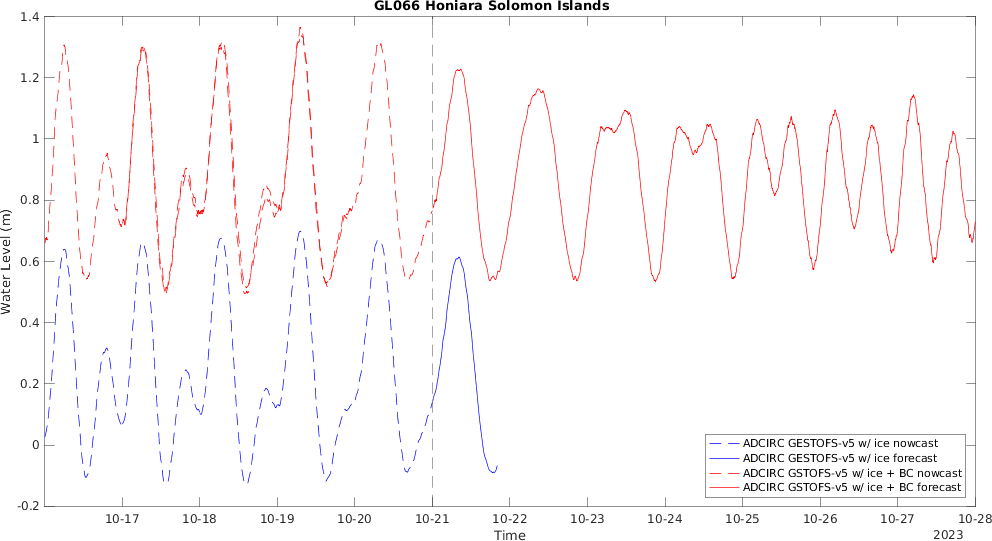 GL066 Honiara Solomon Islands
1.4
1.2
1
0.8
0.6
0.4
0.2
0
-0.2
Water Level (m)
ADCIRC GESTOFS-v5 w/ ice nowcast
ADCIRC GESTOFS-v5 w/ ice forecast
ADCIRC GSTOFS-v5 w/ ice + BC nowcast
ADCIRC GSTOFS-v5 w/ ice + BC forecast
10-17 10-18 10-19 10-20 10-21 10-22 10-23 10-24 10-25 10-26 10-27 10-28
Time
2023